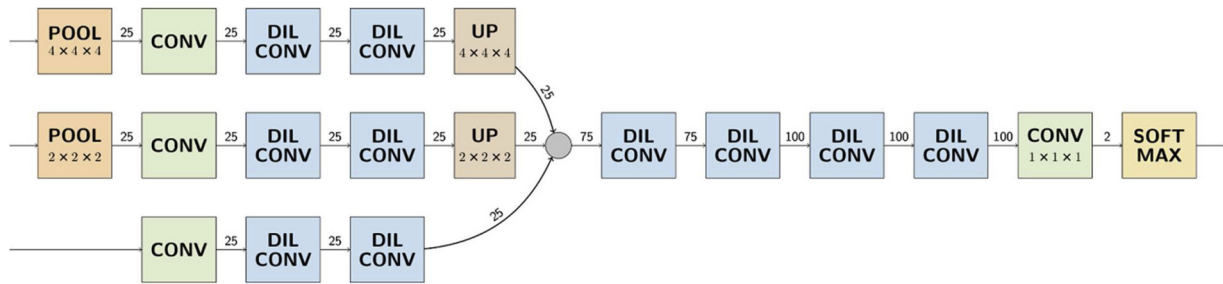 POOL 25 CONV 25 DIL CONV 25 DIL CONV 25 UP
4 × 4 × 4 4 × 4 × 4
25
POOL 25 CONV 25 DIL CONV 25 DIL CONV 25 UP 25 75 DIL CONV 75 DIL CONV 100 DIL CONV 100 DIL CONV 100 CONV 2 SOFT MAX
2 × 2 × 2 2 × 2 × 2 1 × 1 × 1
25
CONV 25 DIL CONV 25 DIL CONV